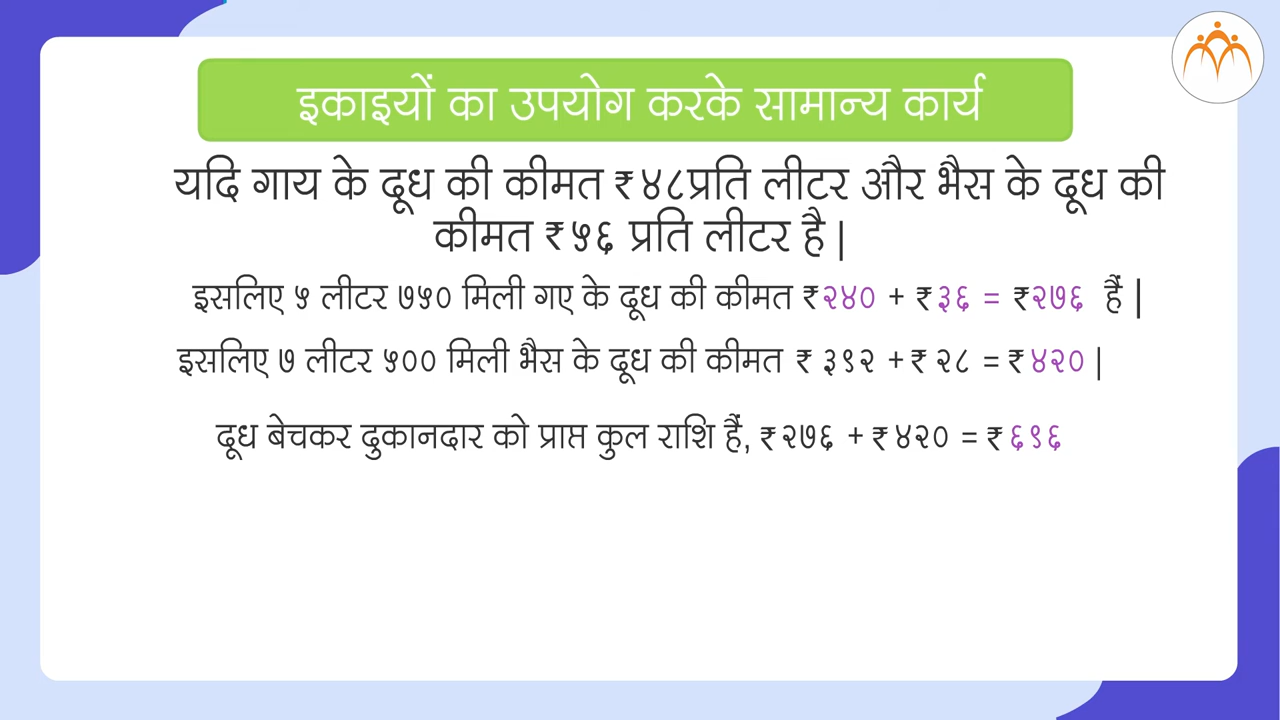 इकाइयों का उपयोग करके सामान्य कार्य
यदि गाय के दूध की कीमत ₹४८प्रति लीटर और भैस के दूध की
कीमत ₹५६ प्रति लीटर है |
इसलिए ५ लीटर ७५० मिली गए के दूध की कीमत ₹२४० + ₹३६ = ₹२७६ हैं |
इसलिए ७ लीटर ५०० मिली भैस के दूध की कीमत ₹ ३९२ + ₹ २८ = ₹ ४२० |
दूध बेचकर दुकानदार को प्राप्त कुल राशि हैं, ₹२७६ + ₹४२० = ₹ ६९६